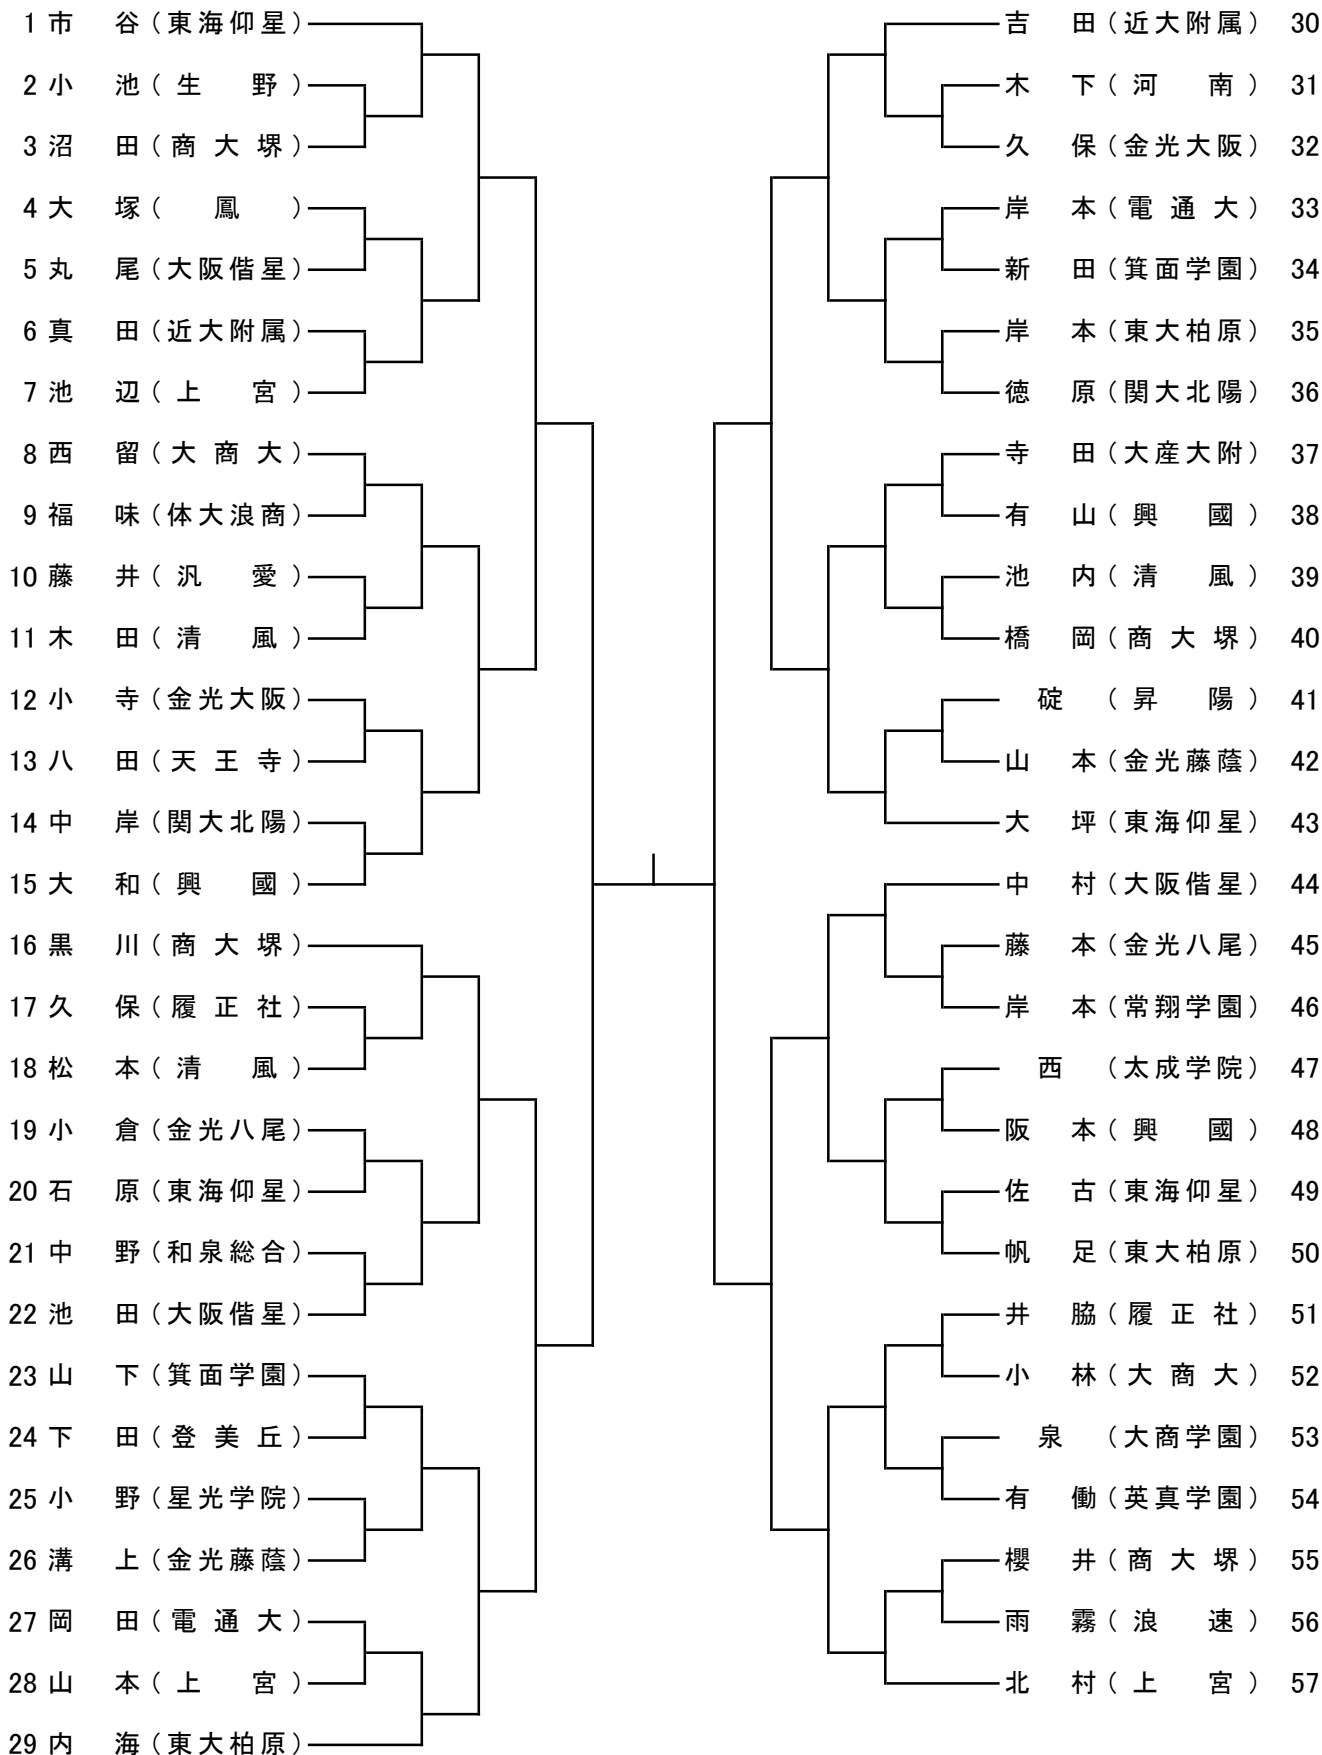 1 市 谷 (東海仰星)
2 小 池 (生 野)
3 沼 田 (商大堺)
4 大 塚 (鳳)
5 丸 尾 (大阪偕星)
6 真 田 (近大附属)
7 池 辺 (上 宮)
8 西 留 (大商大)
9 福 味 (体大浪商)
10 藤 井 (汎 愛)
11 木 田 (清 風)
12 小 寺 (金光大阪)
13 八 田 (天王寺)
14 中 岸 (関大北陽)
15 大 和 (興 國)
16 黒 川 (商大堺)
17 久 保 (履正社)
18 松 本 (清 風)
19 小 倉 (金光八尾)
20 石 原 (東海仰星)
21 中 野 (和泉総合)
22 池 田 (大阪偕星)
23 山 下 (箕面学園)
24 下 田 (登美丘)
25 小 野 (星光学院)
26 溝 上 (金光藤蔭)
27 岡 田 (電通大)
28 山 本 (上 宮)
29 内 海 (東大柏原)
吉 田 (近大附属) 30
木 下 (河 南) 31
久 保 (金光大阪) 32
岸 本 (電通大) 33
新 田 (箕面学園) 34
岸 本 (東大柏原) 35
徳 原 (関大北陽) 36
寺 田 (大産大附) 37
有 山 (興 國) 38
池 内 (清 風) 39
橋 岡 (商大堺) 40
碇 (昇 陽) 41
山 本 (金光藤蔭) 42
大 坪 (東海仰星) 43
中 村 (大阪偕星) 44
藤 本 (金光八尾) 45
岸 本 (常翔学園) 46
西 (太成学院) 47
阪 本 (興 國) 48
佐 古 (東海仰星) 49
帆 足 (東大柏原) 50
井 脇 (履正社) 51
小 林 (大商大) 52
泉 (大商学園) 53
有 働 (英真学園) 54
櫻 井 (商大堺) 55
雨 霧 (浪 速) 56
北 村 (上 宮) 57